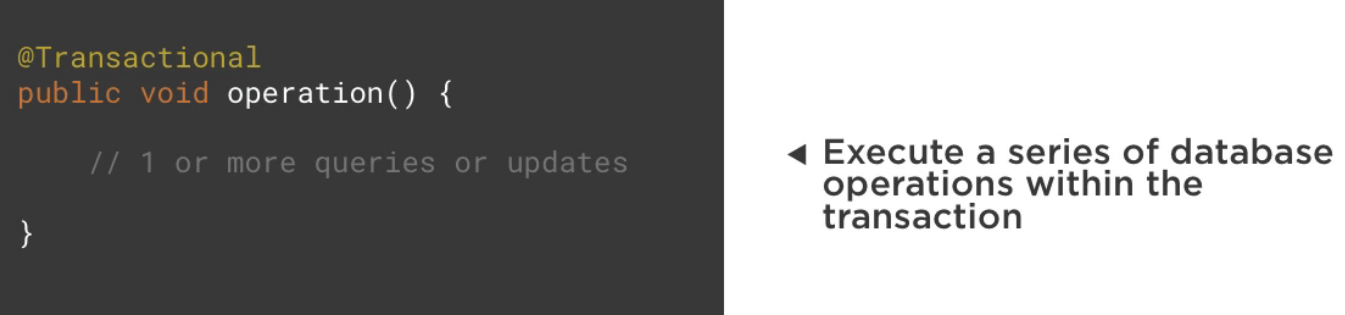 @Transactional
public void operation() {
// 1 or more queries or updates
}
Execute a series of database
operations within the
transaction